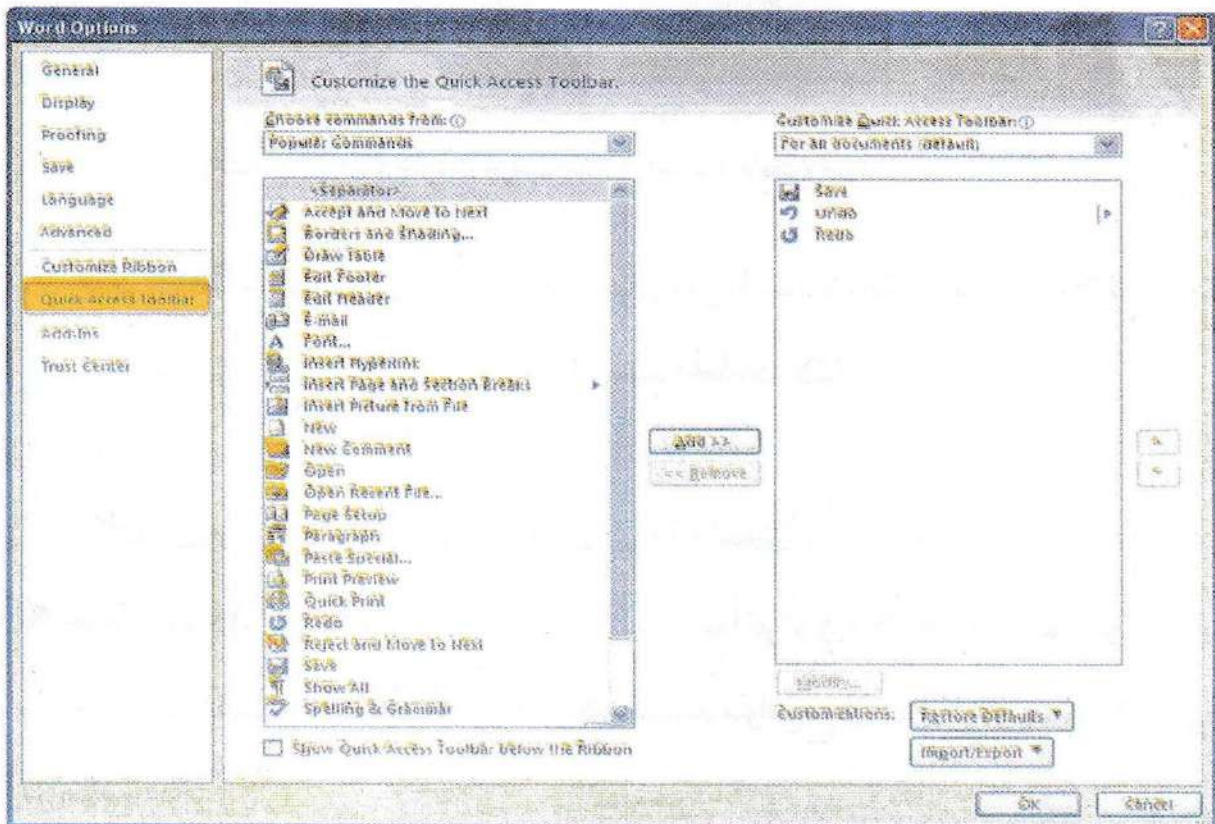 Word Options
General
Display
Proofing
Save
Language
Advanced
Customize Ribbon
Quick Access Toolbar
Add-Ins
Trust Center
Customize the Quick Access Toolbar.
Choose commands from:
Popular Commands
<Separator>
Accept and Move to Next
Borders and Shading...
Draw Table
Edit Footer
Edit Header
E-mail
Font...
Insert Hyperlink
Insert Page and Section Breaks
Insert Picture from File
New
New Comment
Open
Open Recent File...
Page Setup
Paragraph
Paste Special...
Print Preview
Quick Print
Redo
Reject and Move to Next
Save
Show All
Spelling & Grammar
Show Quick Access Toolbar below the Ribbon
Add >>
<< Remove
Customize Quick Access Toolbar:
For all documents (default)
Save
Undo
Redo
Modify...
Customizations:
Restore Defaults
Import/Export
OK
Cancel